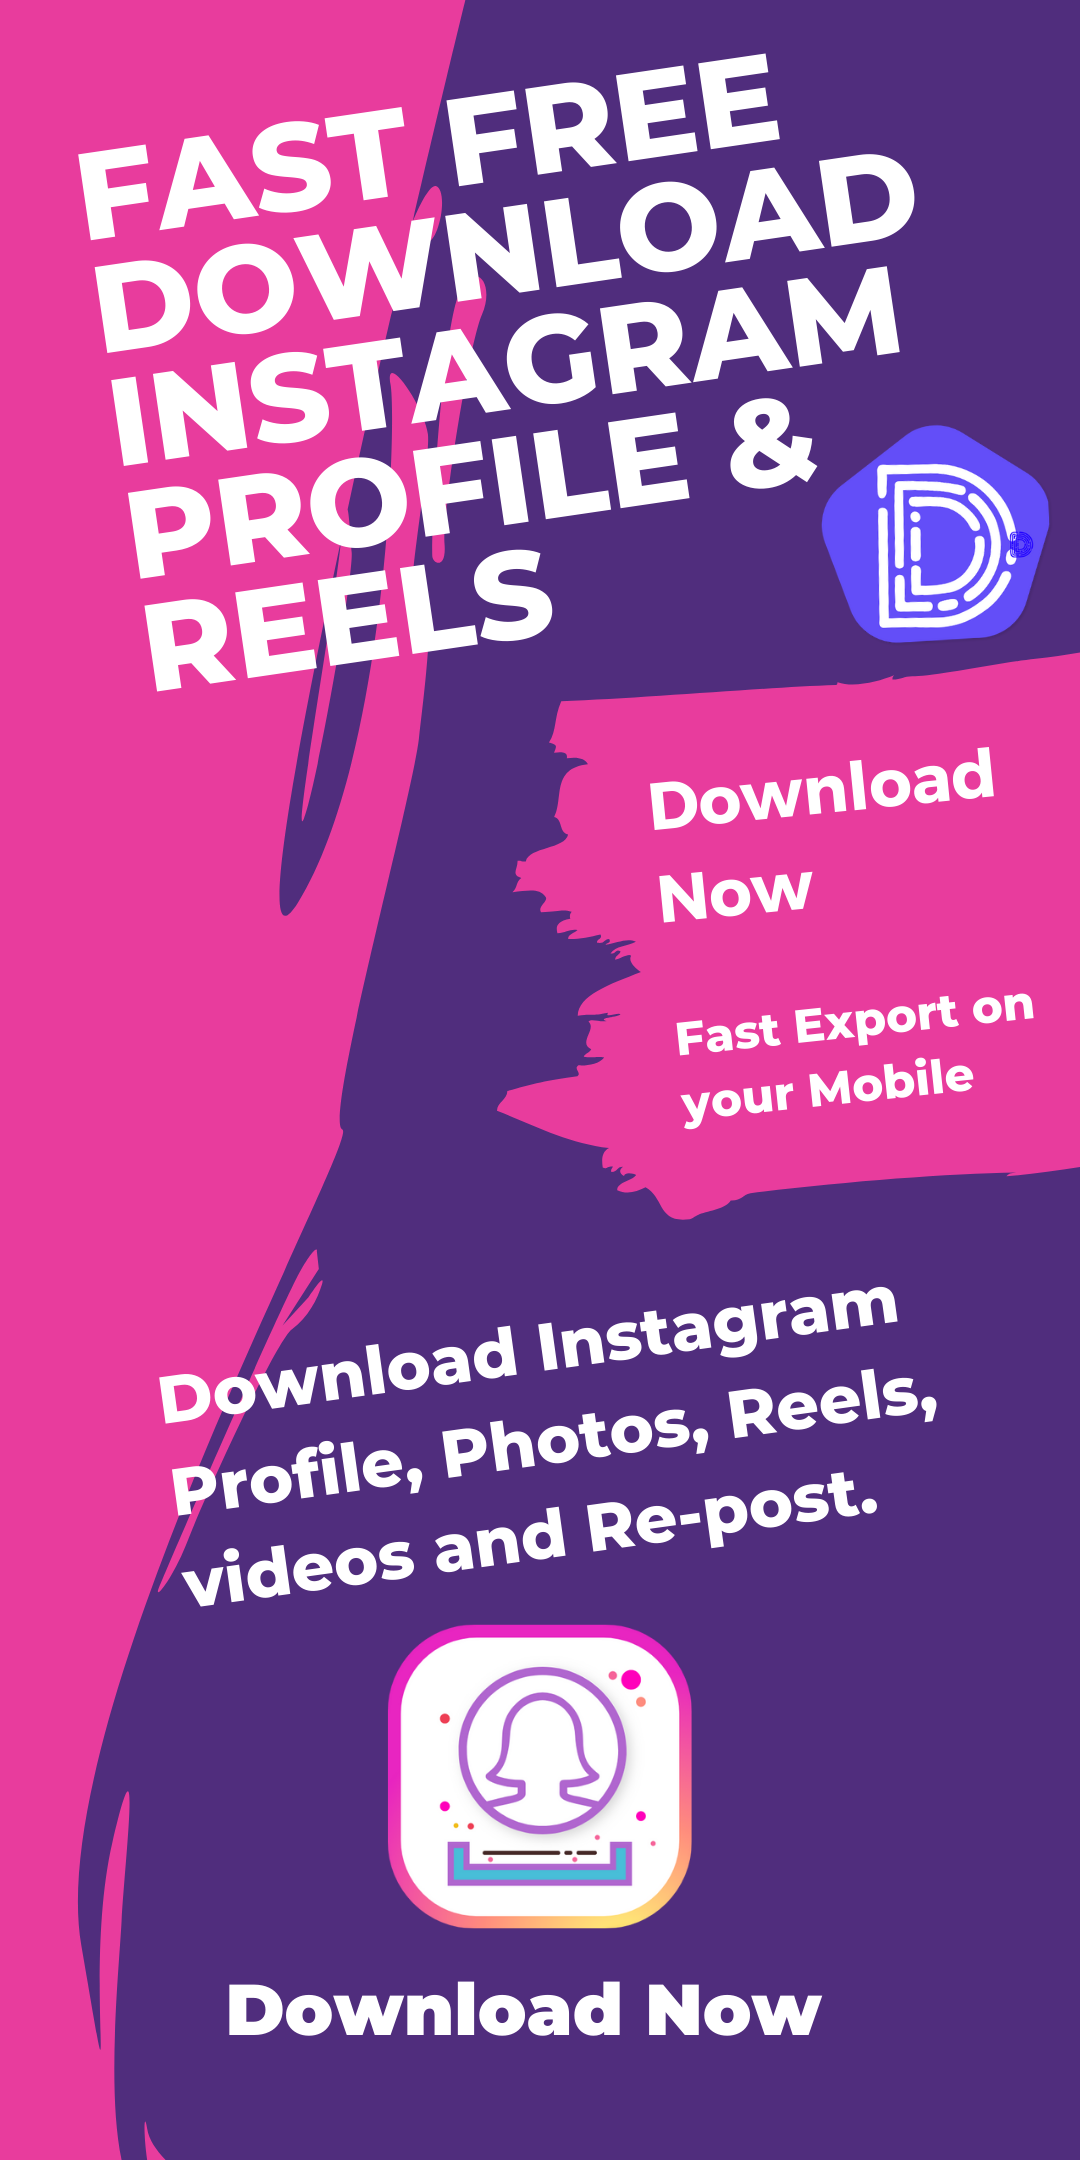 FAST FREE
DOWNLOAD
INSTAGRAM
PROFILE &
REELS
D
Download
Now
Fast Export on
your Mobile
Download Instagram
Profile, Photos, Reels,
videos and Re-post.
Download Now